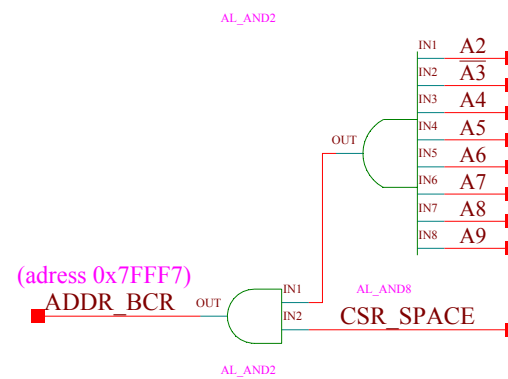 AL_AND2
IN1 A2
IN2 A3
IN3 A4
IN4 A5
OUT
IN5 A6
IN6 A7
IN7 A8
IN8 A9
(adress 0x7FFF7)
AL_AND8
ADDR_BCR OUT IN1
IN2 CSR_SPACE
AL_AND2